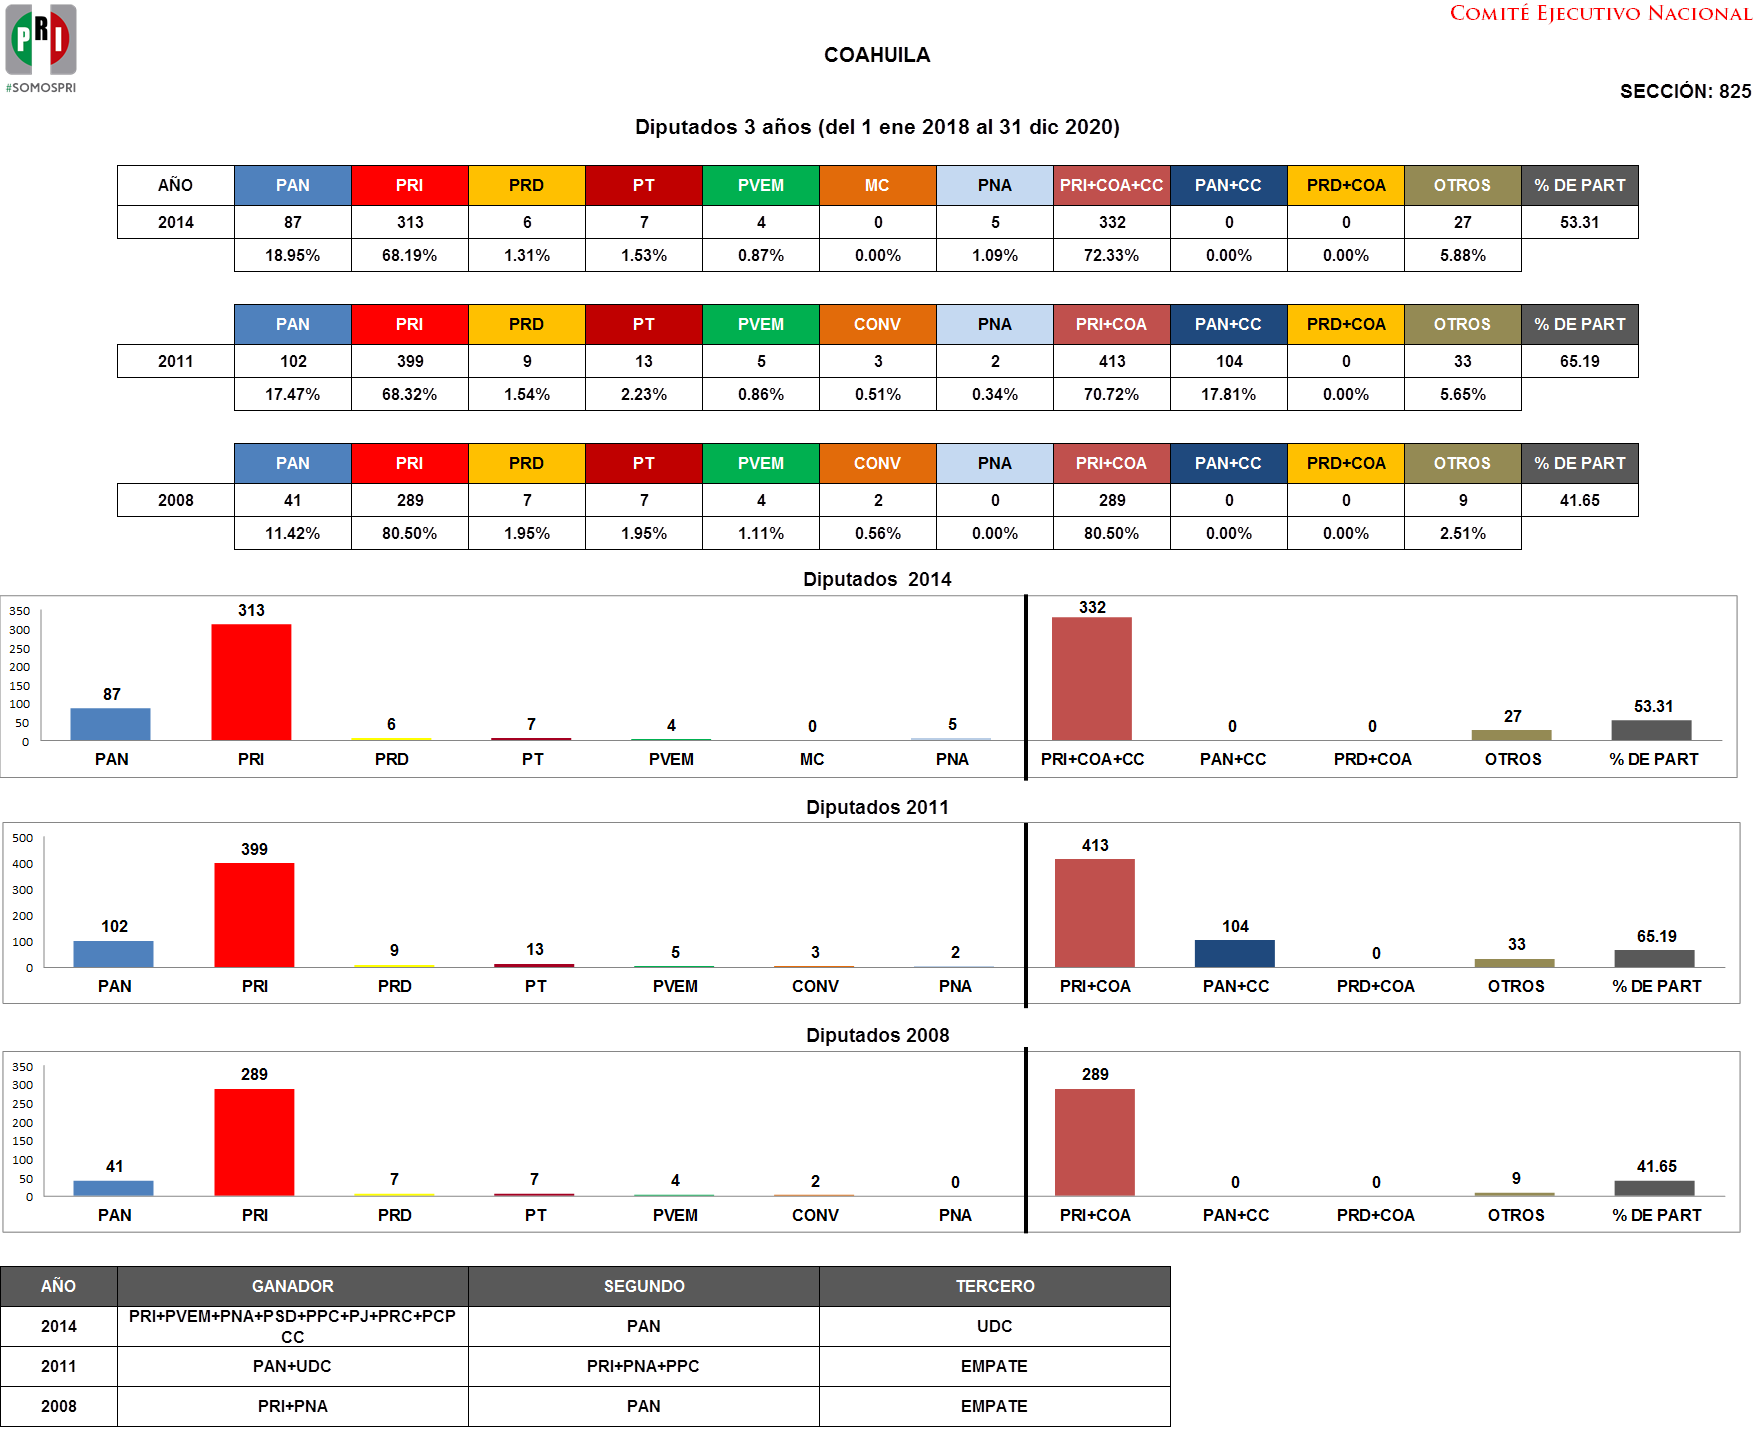 PRI
#SOMOSPRI
COMITÉ EJECUTIVO NACIONAL
COAHUILA
SECCIÓN: 825
Diputados 3 años (del 1 ene 2018 al 31 dic 2020)
AÑO PAN PRI PRD PT PVEM MC PNA PRI+COA+CC PAN+CC PRD+COA OTROS % DE PART
2014 87 313 6 7 4 0 5 332 0 0 27 53.31
18.95% 68.19% 1.31% 1.53% 0.87% 0.00% 1.09% 72.33% 0.00% 0.00% 5.88%
PAN PRI PRD PT PVEM CONV PNA PRI+COA PAN+CC PRD+COA OTROS % DE PART
2011 102 399 9 13 5 3 2 413 104 0 33 65.19
17.47% 68.32% 1.54% 2.23% 0.86% 0.51% 0.34% 70.72% 17.81% 0.00% 5.65%
PAN PRI PRD PT PVEM CONV PNA PRI+COA PAN+CC PRD+COA OTROS % DE PART
2008 41 289 7 7 4 2 0 289 0 0 9 41.65
11.42% 80.50% 1.95% 1.95% 1.11% 0.56% 0.00% 80.50% 0.00% 0.00% 2.51%
Diputados  2014
350
300
250
200
150
100
50
0
87 313 6 7 4 0 5 332 0 0 27 53.31
PAN PRI PRD PT PVEM MC PNA PRI+COA+CC PAN+CC PRD+COA OTROS % DE PART
Diputados 2011
500
400
300
200
100
0
102 399 9 13 5 3 2 413 104 0 33 65.19
PAN PRI PRD PT PVEM CONV PNA PRI+COA PAN+CC PRD+COA OTROS % DE PART
Diputados 2008
350
300
250
200
150
100
50
0
41 289 7 7 4 2 0 289 0 0 9 41.65
PAN PRI PRD PT PVEM CONV PNA PRI+COA PAN+CC PRD+COA OTROS % DE PART
AÑO GANADOR SEGUNDO TERCERO
2014 PRI+PVEM+PNA+PSD+PPC+PJ+PRC+PCP
CC PAN UDC
2011 PAN+UDC PRI+PNA+PPC EMPATE
2008 PRI+PNA PAN EMPATE